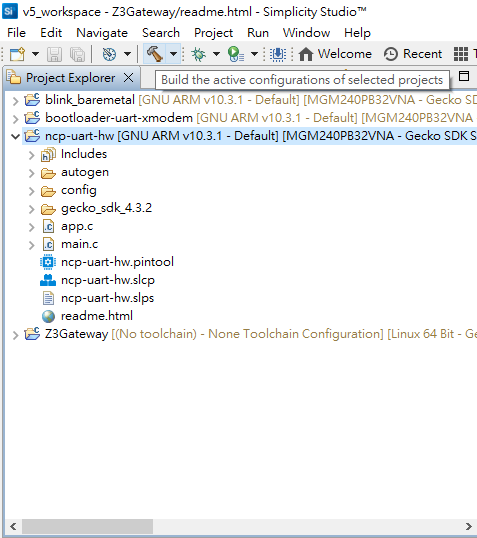 v5_workspace - Z3Gateway/readme.html - Simplicity Studio™
File Edit Navigate Search Project Run Window Help
Welcome Recent T
Project Explorer
Build the active configurations of selected projects
blink_baremetal [GNU ARM v10.3.1 - Default] [MGM240PB32VNA - Gecko SD
bootloader-uart-xmodem [GNU ARM v10.3.1 - Default] [MGM240PB32VNA -
ncp-uart-hw [GNU ARM v10.3.1 - Default] [MGM240PB32VNA - Gecko SDK S
Includes
autogen
config
gecko_sdk_4.3.2
app.c
main.c
ncp-uart-hw.pintool
ncp-uart-hw.slcp
ncp-uart-hw.slps
readme.html
Z3Gateway [(No toolchain) - None Toolchain Configuration] [Linux 64 Bit - Ge